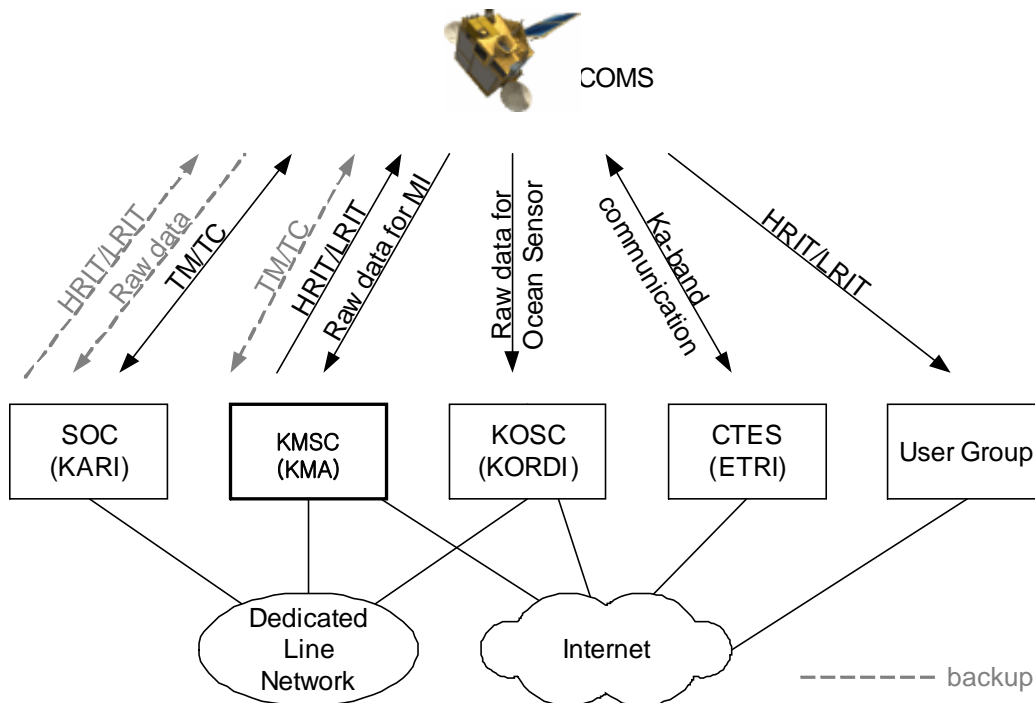 COMS
HRIT/LRIT
Raw data
TM/TC
TM/TC
HRIT/LRIT
Raw data for MI
Raw data for
Ocean Sensor
Ka-band
communication
HRIT/LRIT
SOC
(KARI)
KMSC
(KMA)
KOSC
(KORDI)
CTES
(ETRI)
User Group
Dedicated
Line
Network
Internet
backup